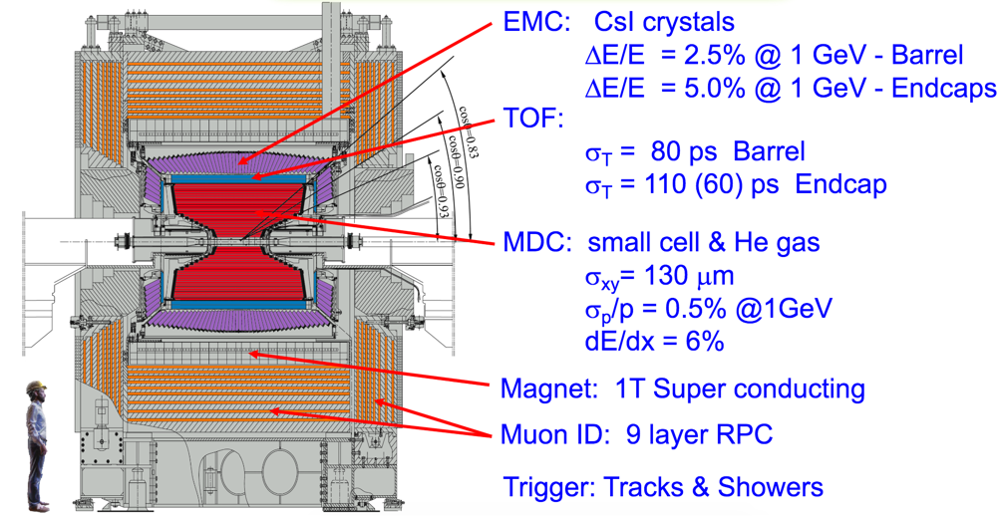 EMC: CsI crystals
ΔE/E = 2.5% @ 1 GeV - Barrel
ΔE/E = 5.0% @ 1 GeV - Endcaps
TOF:
σT = 80 ps Barrel
σT = 110 (60) ps Endcap
MDC: small cell & He gas
σxy= 130 μm
σp/p = 0.5% @1GeV
dE/dx = 6%
Magnet: 1T Super conducting
Muon ID: 9 layer RPC
Trigger: Tracks & Showers
cosθ=0.83
cosθ=0.90
cosθ=0.93